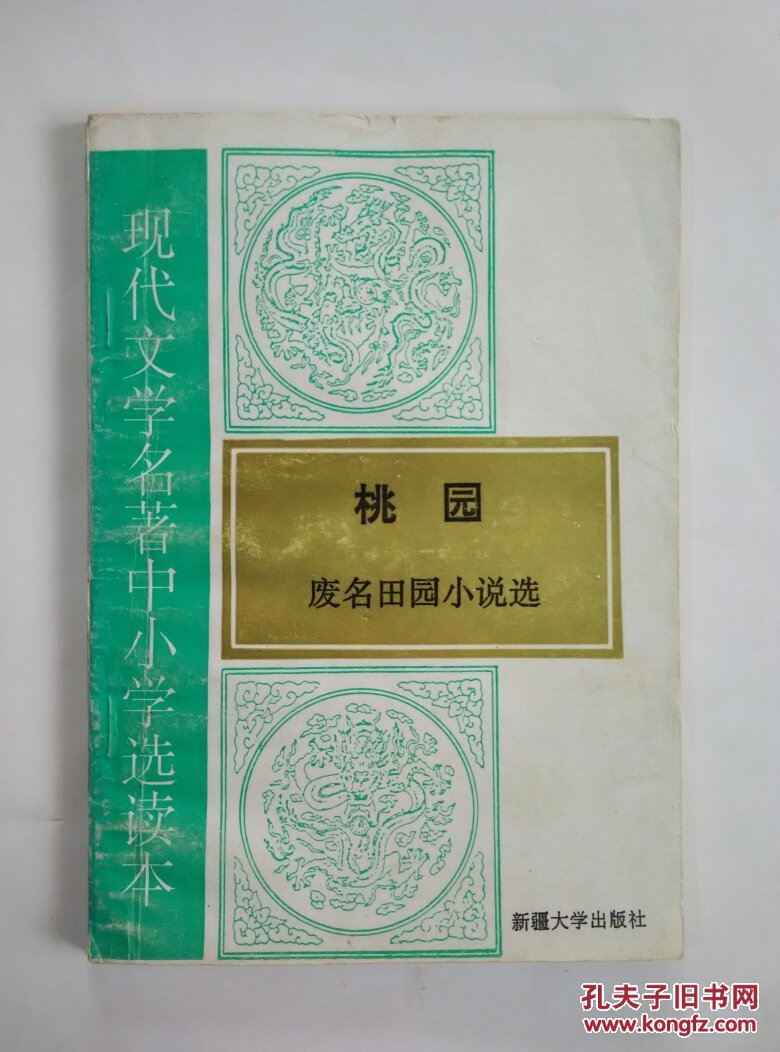 现代文学名著中小学选读本
桃园
废名田园小说选
新疆大学出版社
孔夫子旧书网
www.kongfz.com